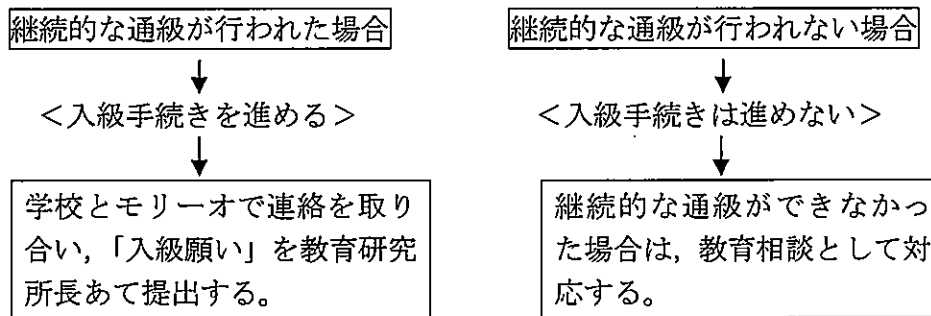 継続的な通級が行われた場合
＜入級手続きを進める＞
学校とモリーオで連絡を取り
合い，「入級願い」を教育研究
所長あて提出する。
継続的な通級が行われない場合
＜入級手続きは進めない＞
継続的な通級ができなかっ
た場合は，教育相談として対
応する。